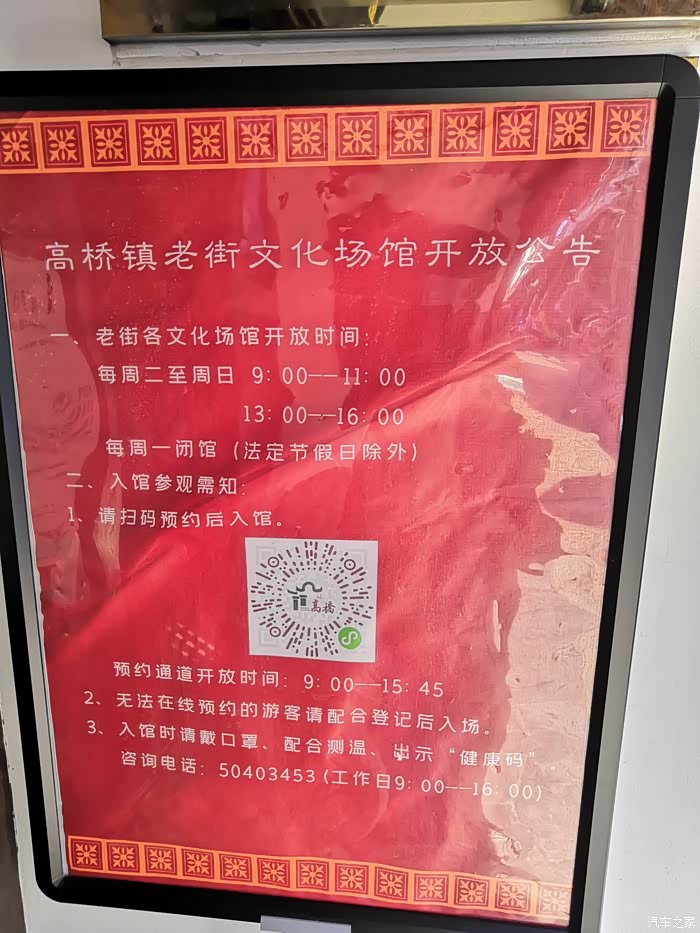 高桥镇老街文化场馆开放公告
一、老街各文化场馆开放时间:
每周二至周日 9:00——11:00
13:00——16:00
每周一闭馆（法定节假日除外）
二、入馆参观需知:
1、请扫码预约后入馆。
高橋
预约通道开放时间: 9:00——15:45
2、无法在线预约的游客请配合登记后入场。
3、入馆时请戴口罩、配合测温、出示“健康码”。
咨询电话: 50403453（工作日9:00——16:00）
汽车之家